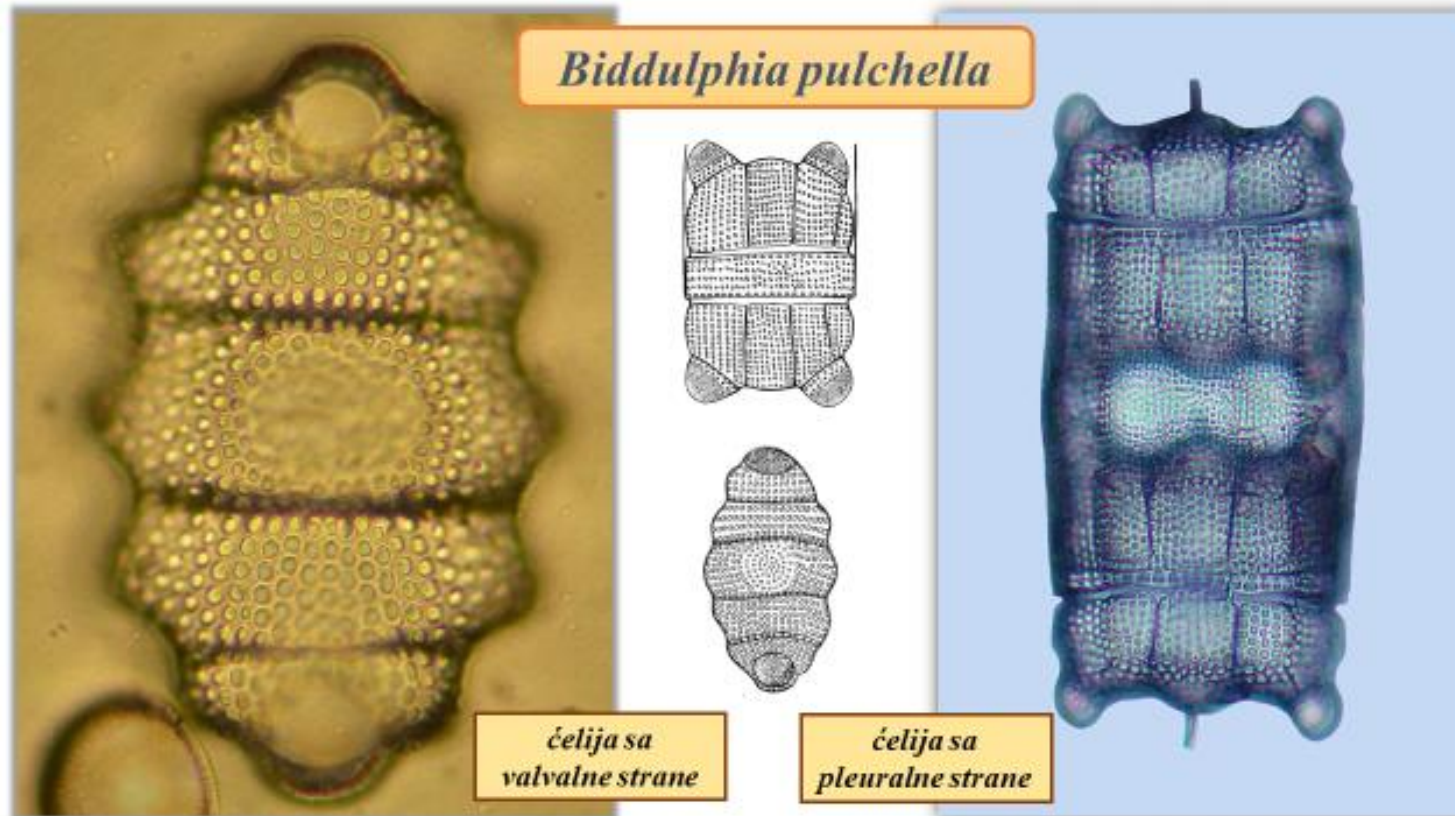 Biddulphia pulchella
ćelija sa
valvalne strane
ćelija sa
pleuralne strane